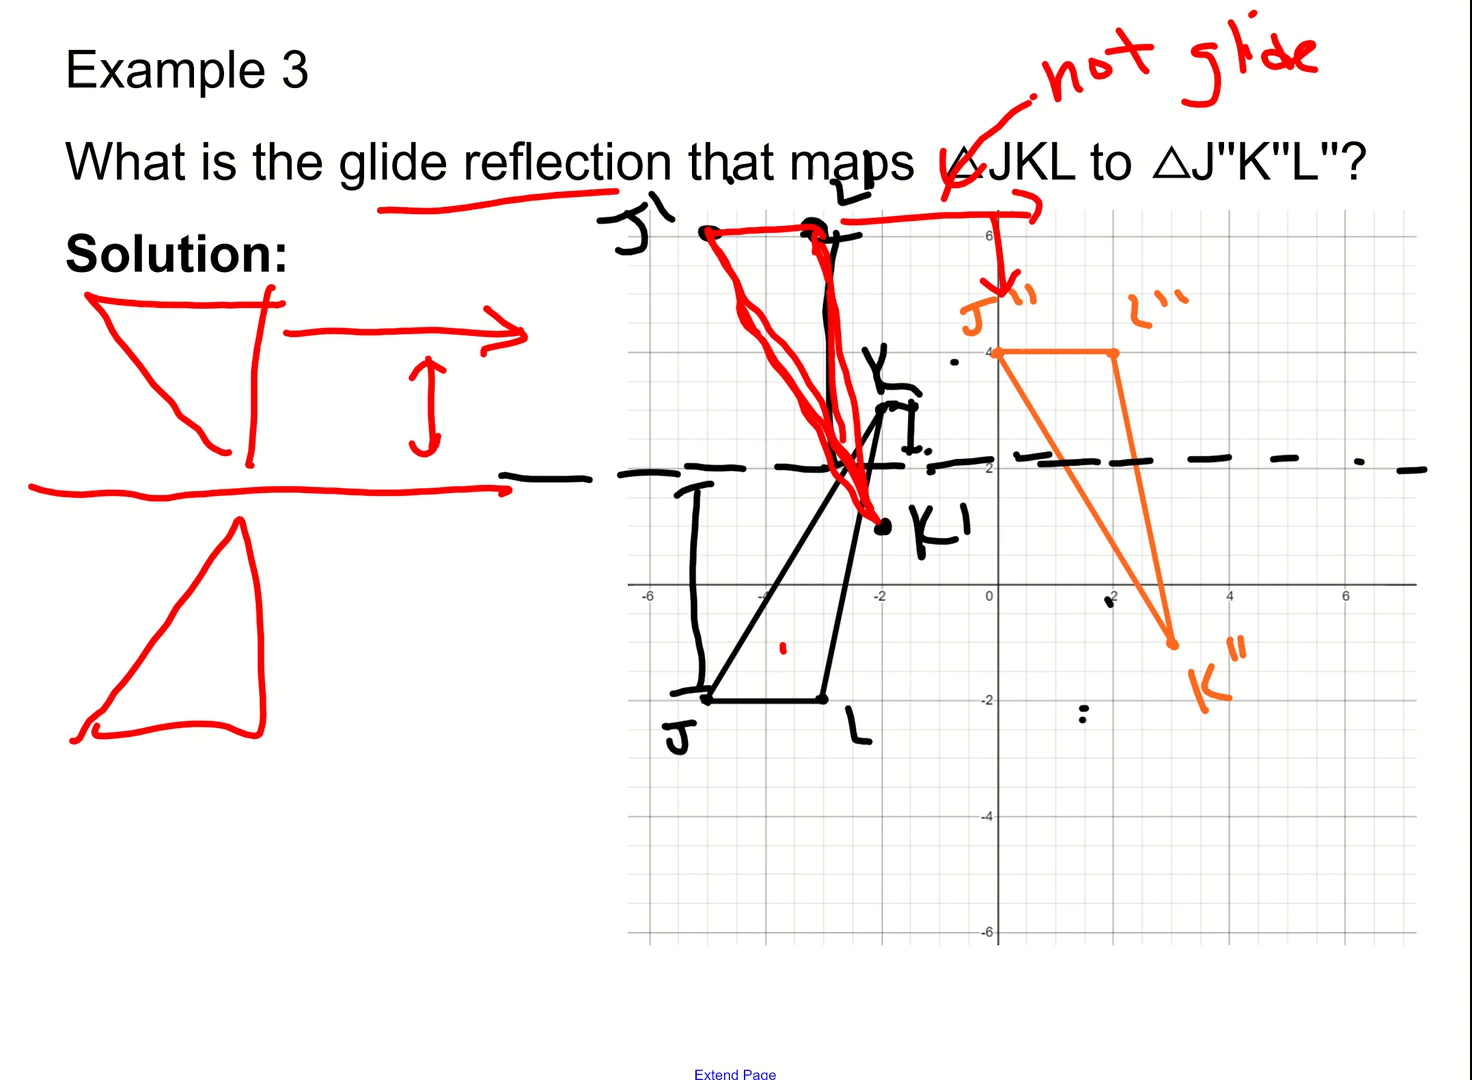 Example 3
not glide
What is the glide reflection that maps △JKL to △J"K"L"?
Solution:
J' L'
6
J" L"
4
K
2
K'
-6 -4 -2 0 2 4 6
K"
-2
J L
-4
-6
Extend Page